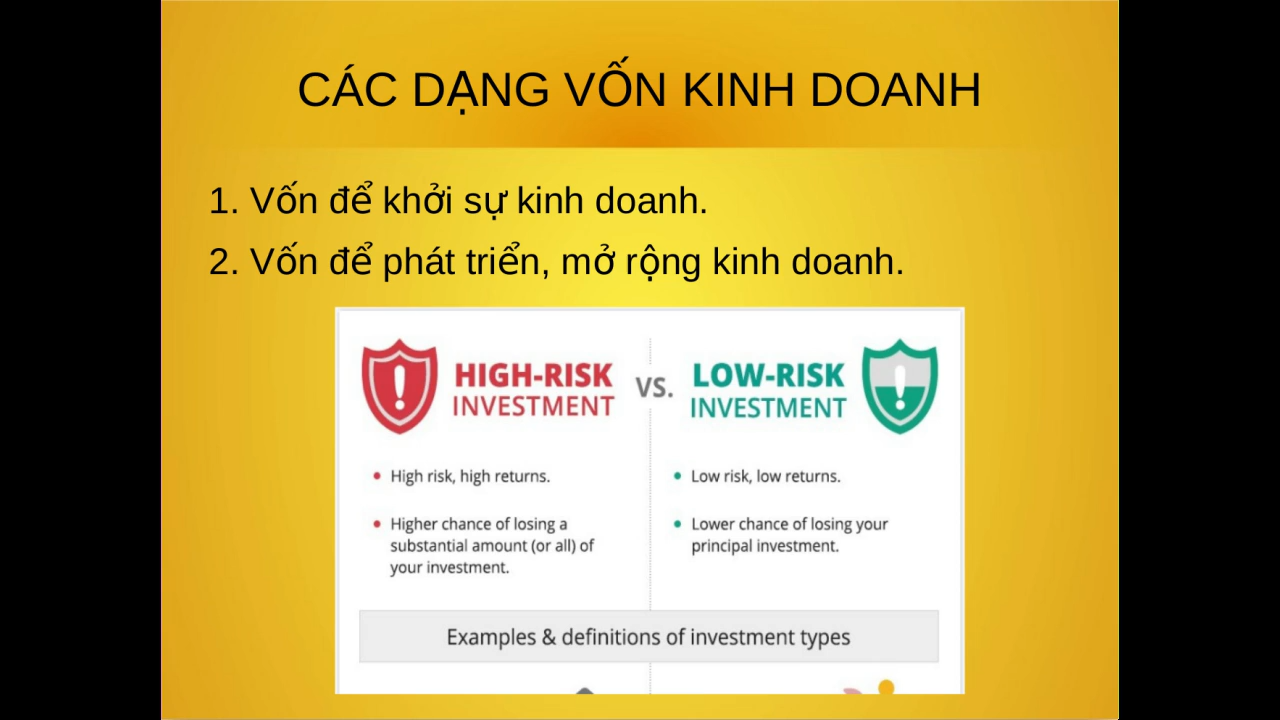 CÁC DẠNG VỐN KINH DOANH
1. Vốn để khởi sự kinh doanh.
2. Vốn để phát triển, mở rộng kinh doanh.
HIGH-RISK
INVESTMENT
VS.
LOW-RISK
INVESTMENT
• High risk, high returns.
• Higher chance of losing a
substantial amount (or all) of
your investment.
• Low risk, low returns.
• Lower chance of losing your
principal investment.
Examples & definitions of investment types